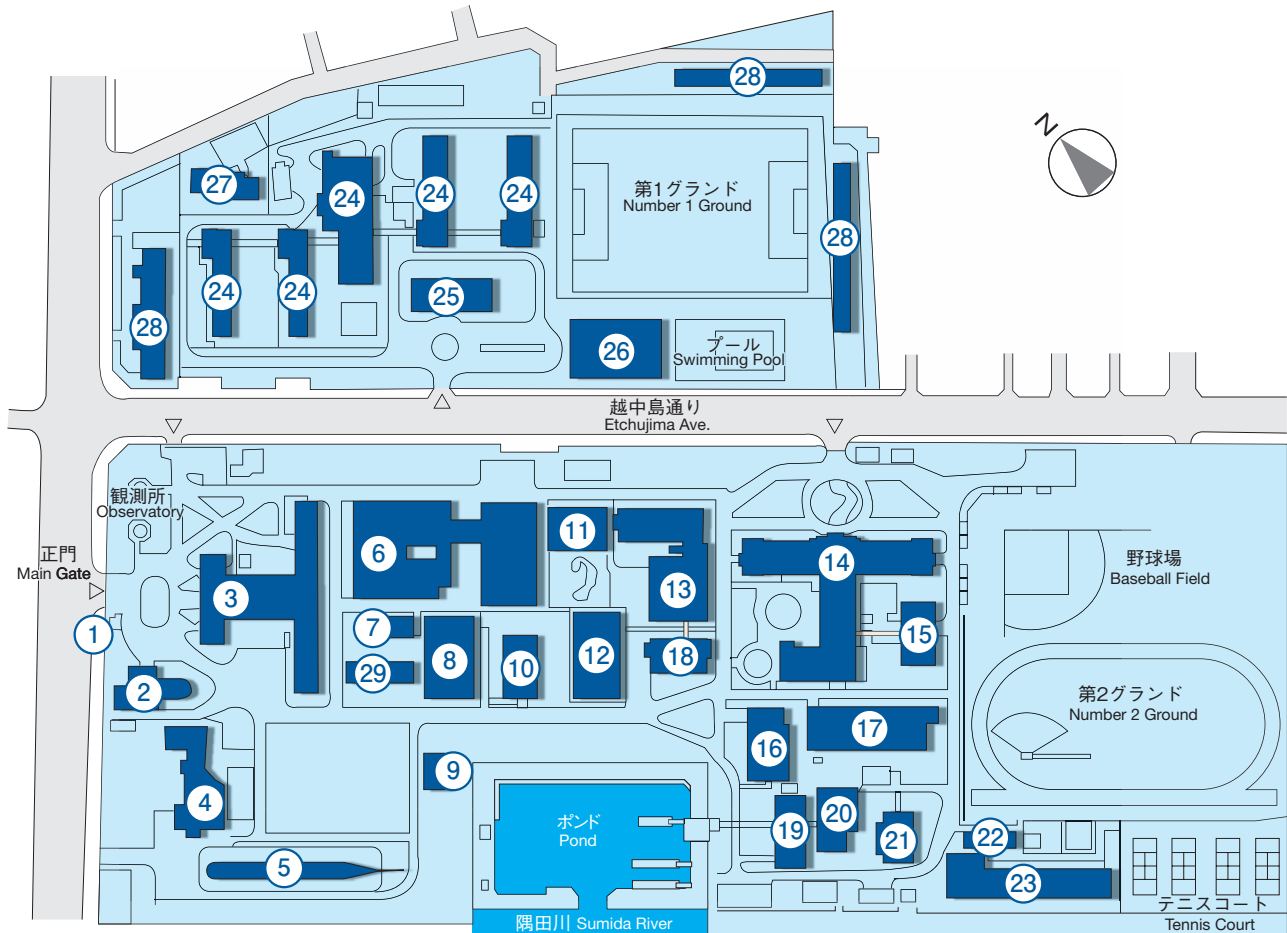 28
N
27
24
24
24
第1グランド
Number 1 Ground
28
24
24
25
28
26
プール
Swimming Pool
越中島通り
Etchujima Ave.
観測所
Observatory
正門
Main Gate
6
11
14
野球場
Baseball Field
3
13
1
7
15
8
10
12
18
29
2
第2グランド
Number 2 Ground
16
17
9
4
ポンド
Pond
19
20
21
22
5
23
テニスコート
Tennis Court
隅田川 Sumida River